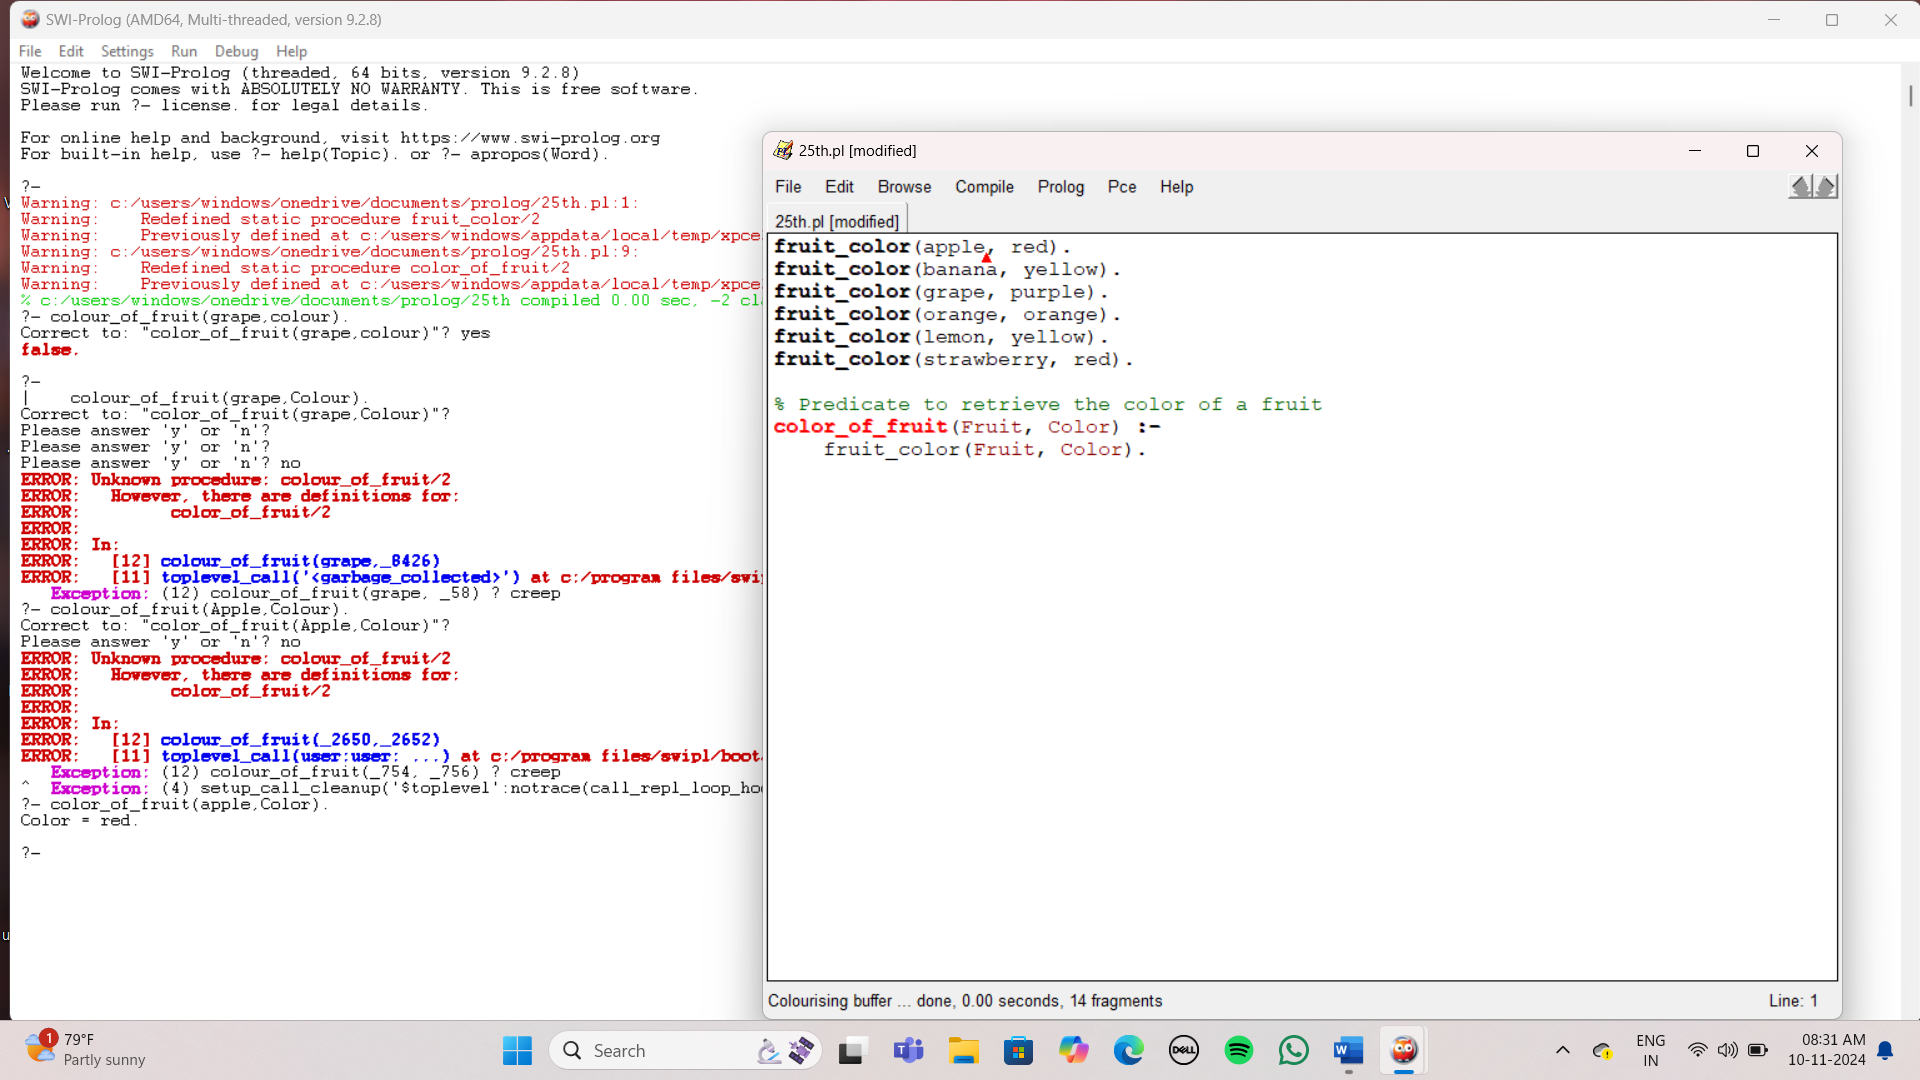 SWI-Prolog (AMD64, Multi-threaded, version 9.2.8)
File Edit Settings Run Debug Help
Welcome to SWI-Prolog (threaded, 64 bits, version 9.2.8)
SWI-Prolog comes with ABSOLUTELY NO WARRANTY. This is free software.
Please run ?- license. for legal details.
For online help and background, visit https://www.swi-prolog.org
For built-in help, use ?- help(Topic). or ?- apropos(Word).
?-
Warning: c:/users/windows/onedrive/documents/prolog/25th.pl:1:
Warning:    Redefined static procedure fruit_color/2
Warning:    Previously defined at c:/users/windows/appdata/local/temp/xpce
Warning: c:/users/windows/onedrive/documents/prolog/25th.pl:9:
Warning:    Redefined static procedure color_of_fruit/2
Warning:    Previously defined at c:/users/windows/appdata/local/temp/xpce
% c:/users/windows/onedrive/documents/prolog/25th compiled 0.00 sec, -2 cl
?- colour_of_fruit(grape,colour).
Correct to: "color_of_fruit(grape,colour)"? yes
false.
?-
|    colour_of_fruit(grape,Colour).
Correct to: "color_of_fruit(grape,Colour)"?
Please answer 'y' or 'n'?
Please answer 'y' or 'n'?
Please answer 'y' or 'n'? no
ERROR: Unknown procedure: colour_of_fruit/2
ERROR:   However, there are definitions for:
ERROR:         color_of_fruit/2
ERROR:
ERROR: In:
ERROR:   [12] colour_of_fruit(grape,_8426)
ERROR:   [11] toplevel_call('<garbage_collected>') at c:/program files/swi
   Exception: (12) colour_of_fruit(grape, _58) ? creep
?- colour_of_fruit(Apple,Colour).
Correct to: "color_of_fruit(Apple,Colour)"?
Please answer 'y' or 'n'? no
ERROR: Unknown procedure: colour_of_fruit/2
ERROR:   However, there are definitions for:
ERROR:         color_of_fruit/2
ERROR:
ERROR: In:
ERROR:   [12] colour_of_fruit(_2650,_2652)
ERROR:   [11] toplevel_call(user:user: ...) at c:/program files/swipl/boot
   Exception: (12) colour_of_fruit(_754, _756) ? creep
^  Exception: (4) setup_call_cleanup('$toplevel':notrace(call_repl_loop_ho
?- color_of_fruit(apple,Color).
Color = red.
?-
25th.pl [modified]
File Edit Browse Compile Prolog Pce Help
25th.pl [modified]
fruit_color(apple, red).
fruit_color(banana, yellow).
fruit_color(grape, purple).
fruit_color(orange, orange).
fruit_color(lemon, yellow).
fruit_color(strawberry, red).
% Predicate to retrieve the color of a fruit
color_of_fruit(Fruit, Color) :-
    fruit_color(Fruit, Color).
Colourising buffer ... done, 0.00 seconds, 14 fragments
Line: 1
1
79°F
Partly sunny
Search
DELL
W
ENG
IN
08:31 AM
10-11-2024